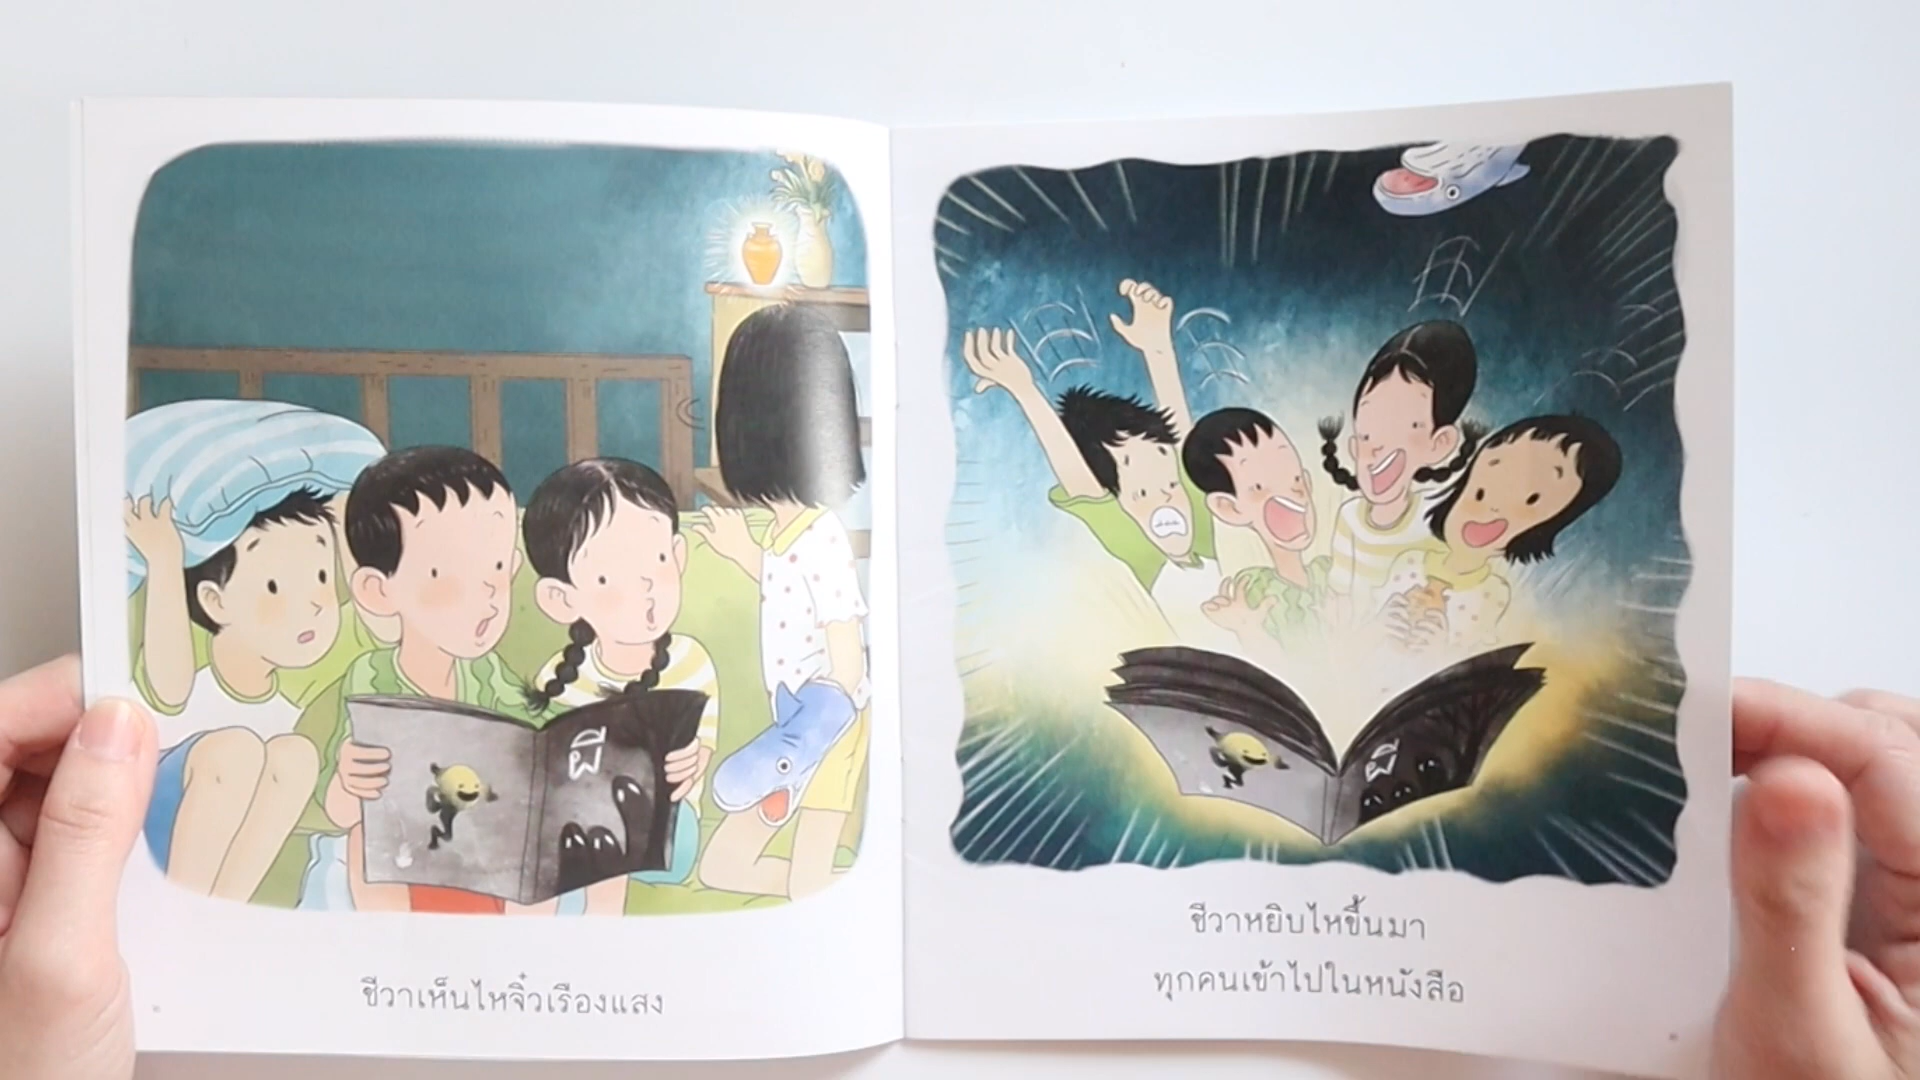 ผี
ชีวาเห็นไหจิ๋วเรืองแสง
ผี
ชีวาหยิบไหขึ้นมา
ทุกคนเข้าไปในหนังสือ